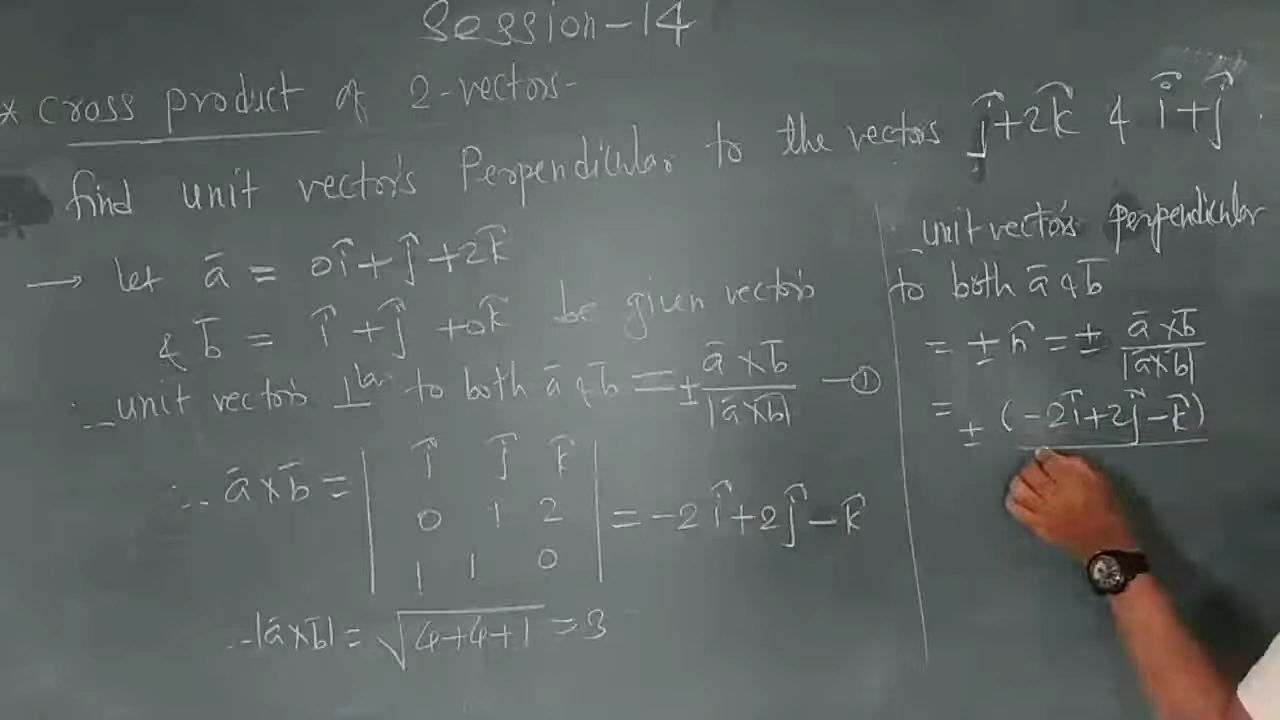 Session-14
* Cross product of 2-vectors-
find unit vector's Perpendicular to the vectors ĵ+2k̂ & î+ĵ
→ let ā = 0î+ĵ+2k̂
& b̄ = î+ĵ+0k̂ be given vectors
∴ unit vectors ⊥lar to both ā & b̄ = ± ā×b̄/|ā×b̄| —①
∴ ā×b̄ = | î ĵ k̂
0 1 2
1 1 0 | = -2î+2ĵ-k̂
∴ |ā×b̄| = √4+4+1 = 3
∴ unit vectors perpendicular
to both ā & b̄
= ± n̂ = ± ā×b̄/|ā×b̄|
= ± (-2î+2ĵ-k̂)